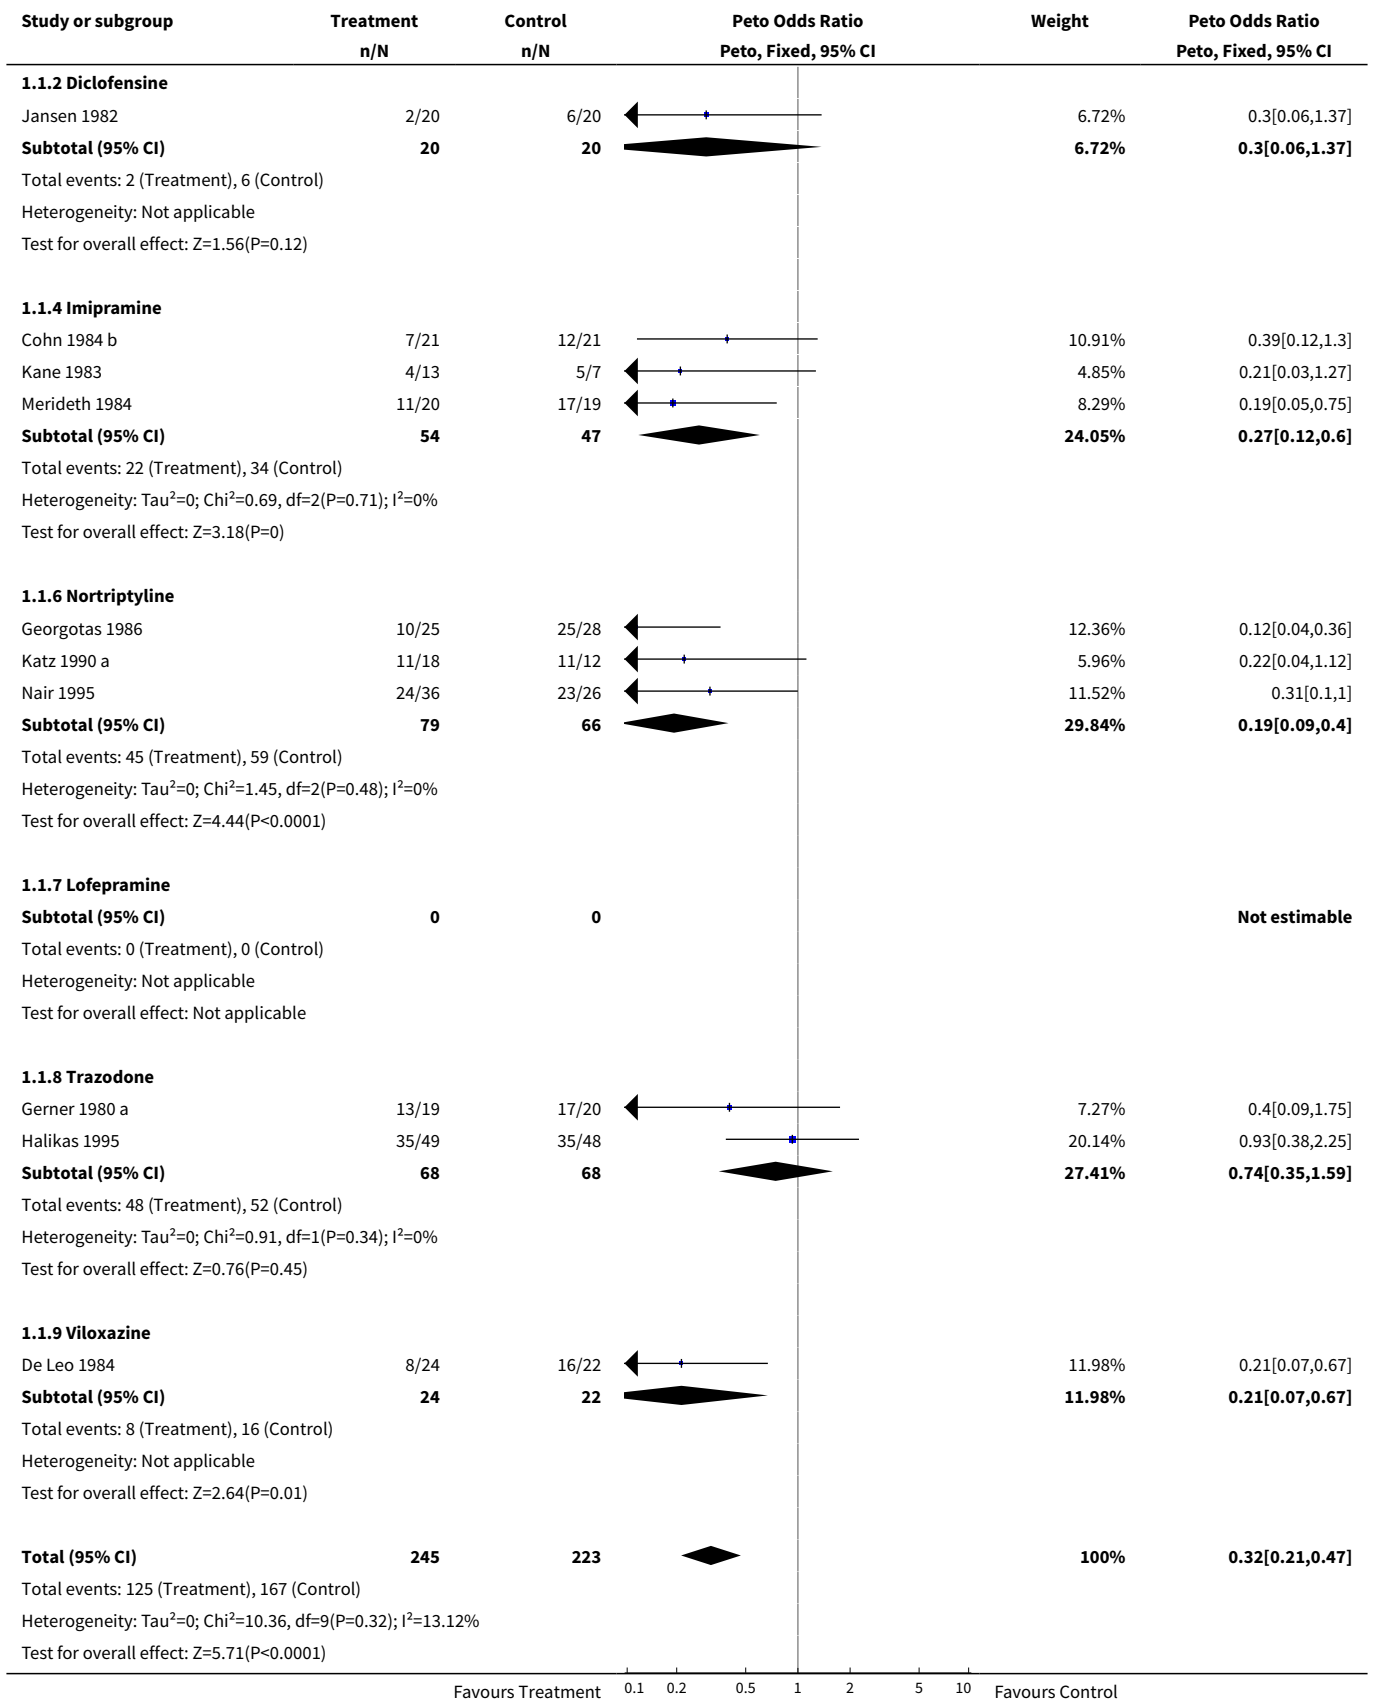 Study or subgroup Treatment Control Peto Odds Ratio Weight Peto Odds Ratio
n/N n/N Peto, Fixed, 95% CI Peto, Fixed, 95% CI
1.1.2 Diclofensine
Jansen 1982 2/20 6/20 6.72% 0.3[0.06,1.37]
Subtotal (95% CI) 20 20 6.72% 0.3[0.06,1.37]
Total events: 2 (Treatment), 6 (Control)
Heterogeneity: Not applicable
Test for overall effect: Z=1.56(P=0.12)
1.1.4 Imipramine
Cohn 1984 b 7/21 12/21 10.91% 0.39[0.12,1.3]
Kane 1983 4/13 5/7 4.85% 0.21[0.03,1.27]
Merideth 1984 11/20 17/19 8.29% 0.19[0.05,0.75]
Subtotal (95% CI) 54 47 24.05% 0.27[0.12,0.6]
Total events: 22 (Treatment), 34 (Control)
Heterogeneity: Tau²=0; Chi²=0.69, df=2(P=0.71); I²=0%
Test for overall effect: Z=3.18(P=0)
1.1.6 Nortriptyline
Georgotas 1986 10/25 25/28 12.36% 0.12[0.04,0.36]
Katz 1990 a 11/18 11/12 5.96% 0.22[0.04,1.12]
Nair 1995 24/36 23/26 11.52% 0.31[0.1,1]
Subtotal (95% CI) 79 66 29.84% 0.19[0.09,0.4]
Total events: 45 (Treatment), 59 (Control)
Heterogeneity: Tau²=0; Chi²=1.45, df=2(P=0.48); I²=0%
Test for overall effect: Z=4.44(P<0.0001)
1.1.7 Lofepramine
Subtotal (95% CI) 0 0 Not estimable
Total events: 0 (Treatment), 0 (Control)
Heterogeneity: Not applicable
Test for overall effect: Not applicable
1.1.8 Trazodone
Gerner 1980 a 13/19 17/20 7.27% 0.4[0.09,1.75]
Halikas 1995 35/49 35/48 20.14% 0.93[0.38,2.25]
Subtotal (95% CI) 68 68 27.41% 0.74[0.35,1.59]
Total events: 48 (Treatment), 52 (Control)
Heterogeneity: Tau²=0; Chi²=0.91, df=1(P=0.34); I²=0%
Test for overall effect: Z=0.76(P=0.45)
1.1.9 Viloxazine
De Leo 1984 8/24 16/22 11.98% 0.21[0.07,0.67]
Subtotal (95% CI) 24 22 11.98% 0.21[0.07,0.67]
Total events: 8 (Treatment), 16 (Control)
Heterogeneity: Not applicable
Test for overall effect: Z=2.64(P=0.01)
Total (95% CI) 245 223 100% 0.32[0.21,0.47]
Total events: 125 (Treatment), 167 (Control)
Heterogeneity: Tau²=0; Chi²=10.36, df=9(P=0.32); I²=13.12%
Test for overall effect: Z=5.71(P<0.0001)
Favours Treatment 0.1 0.2 0.5 1 2 5 10 Favours Control